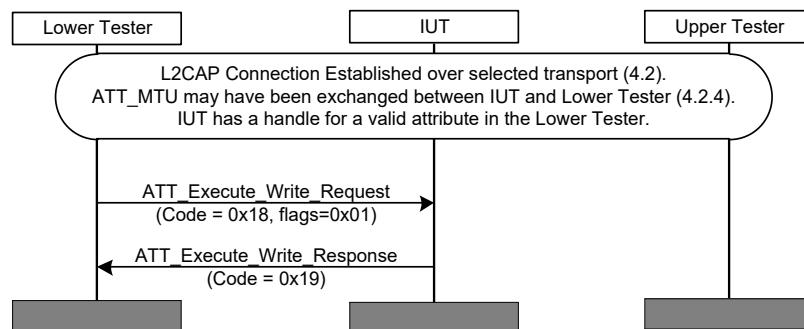 Lower Tester
IUT
Upper Tester
L2CAP Connection Established over selected transport (4.2).
ATT_MTU may have been exchanged between IUT and Lower Tester (4.2.4).
IUT has a handle for a valid attribute in the Lower Tester.
ATT_Execute_Write_Request
(Code = 0x18, flags=0x01)
ATT_Execute_Write_Response
(Code = 0x19)